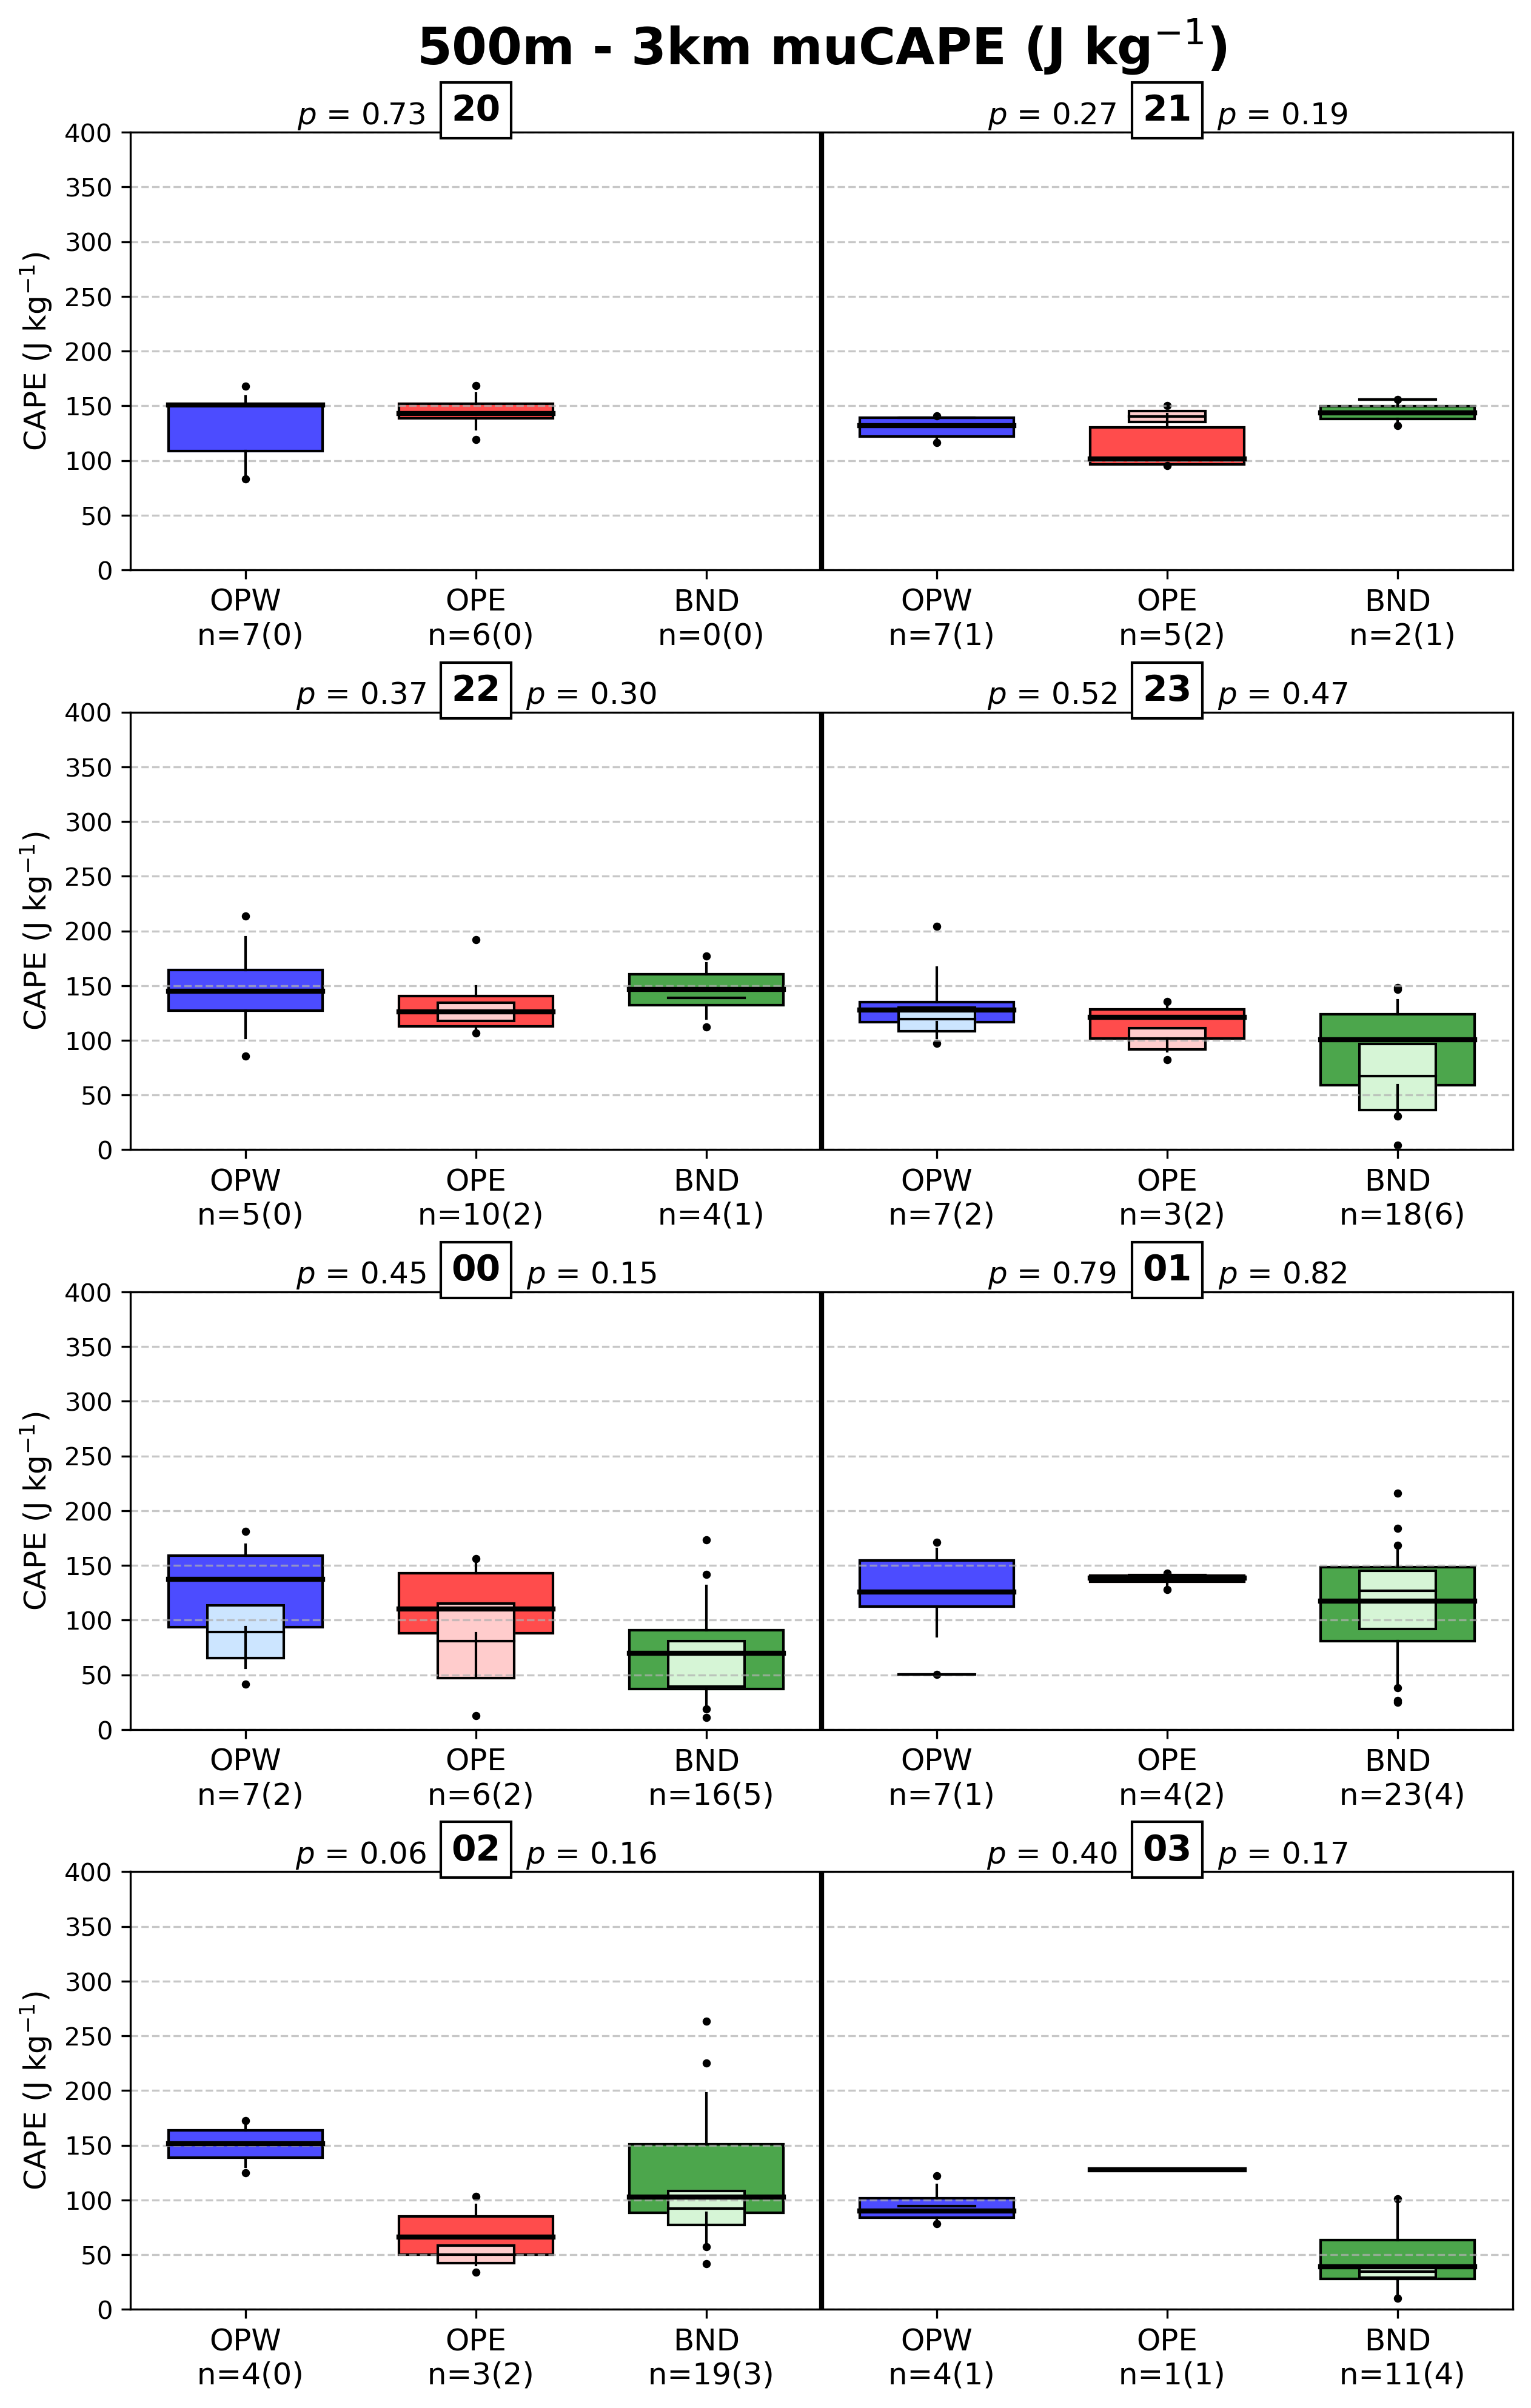 500m - 3km muCAPE (J kg⁻¹)
p = 0.73 20
p = 0.27 21 p = 0.19
400
350
300
250
200
150
100
50
0
CAPE (J kg⁻¹)
OPW OPE BND OPW OPE BND
n=7(0) n=6(0) n=0(0) n=7(1) n=5(2) n=2(1)
p = 0.37 22 p = 0.30
p = 0.52 23 p = 0.47
400
350
300
250
200
150
100
50
0
CAPE (J kg⁻¹)
OPW OPE BND OPW OPE BND
n=5(0) n=10(2) n=4(1) n=7(2) n=3(2) n=18(6)
p = 0.45 00 p = 0.15
p = 0.79 01 p = 0.82
400
350
300
250
200
150
100
50
0
CAPE (J kg⁻¹)
OPW OPE BND OPW OPE BND
n=7(2) n=6(2) n=16(5) n=7(1) n=4(2) n=23(4)
p = 0.06 02 p = 0.16
p = 0.40 03 p = 0.17
400
350
300
250
200
150
100
50
0
CAPE (J kg⁻¹)
OPW OPE BND OPW OPE BND
n=4(0) n=3(2) n=19(3) n=4(1) n=1(1) n=11(4)